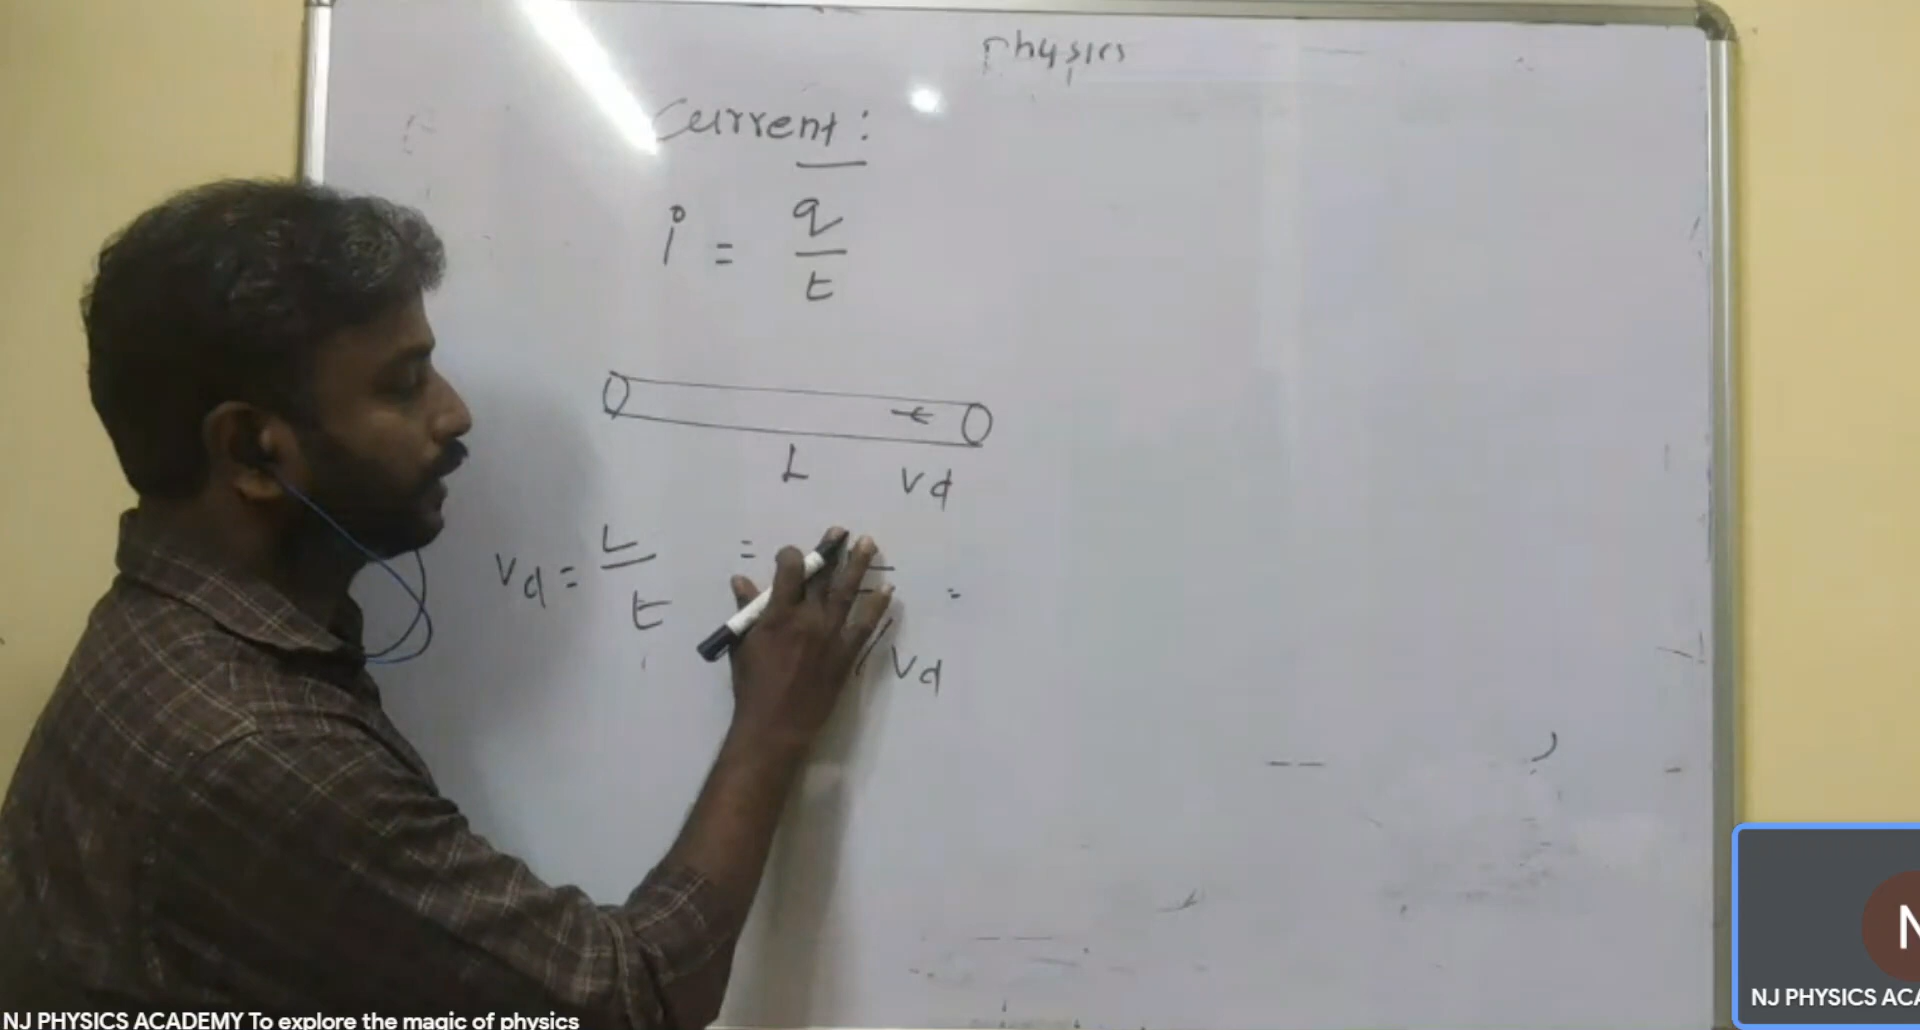 Physics
Current:
i = q
t
L Vd
Vd = L
t
=
=
Vd
NJ PHYSICS ACA
NJ PHYSICS ACADEMY To explore the magic of physics